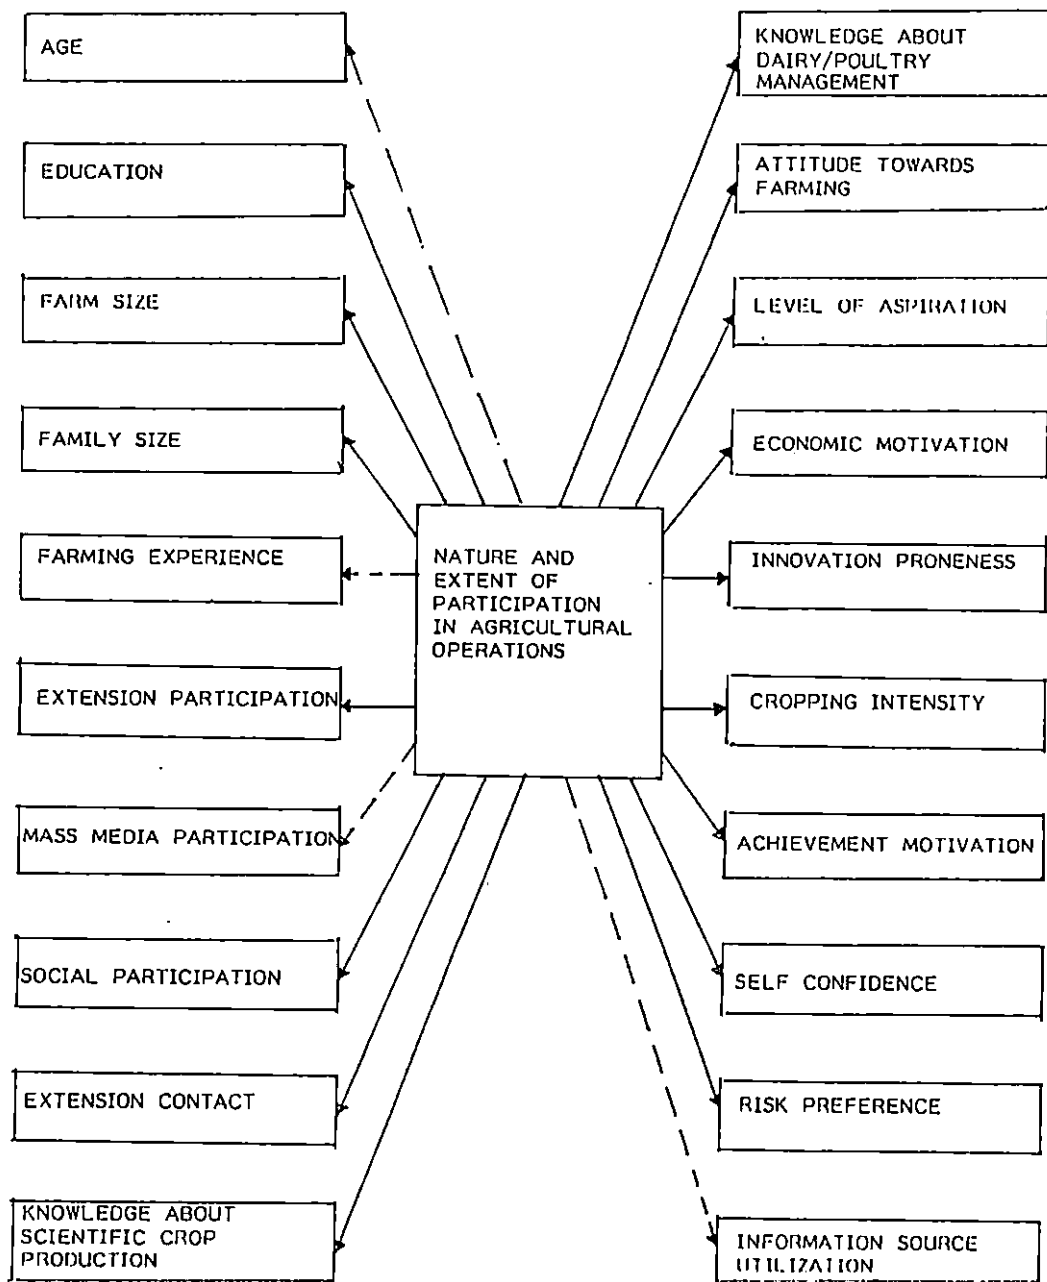 AGE
EDUCATION
FARM SIZE
FAMILY SIZE
FARMING EXPERIENCE
EXTENSION PARTICIPATION
MASS MEDIA PARTICIPATION
SOCIAL PARTICIPATION
EXTENSION CONTACT
KNOWLEDGE ABOUT
SCIENTIFIC CROP
PRODUCTION
NATURE AND
EXTENT OF
PARTICIPATION
IN AGRICULTURAL
OPERATIONS
KNOWLEDGE ABOUT
DAIRY/POULTRY
MANAGEMENT
ATTITUDE TOWARDS
FARMING
LEVEL OF ASPIRATION
ECONOMIC MOTIVATION
INNOVATION PRONENESS
CROPPING INTENSITY
ACHIEVEMENT MOTIVATION
SELF CONFIDENCE
RISK PREFERENCE
INFORMATION SOURCE
UTILIZATION